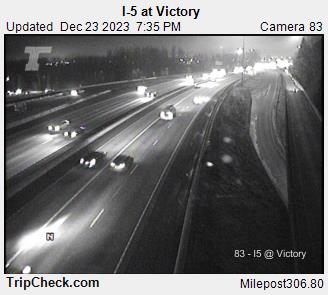 I-5 at Victory
Updated Dec 23 2023 7:35 PM Camera 83
T
N
83 - I5 @ Victory
TripCheck.com Milepost306.80